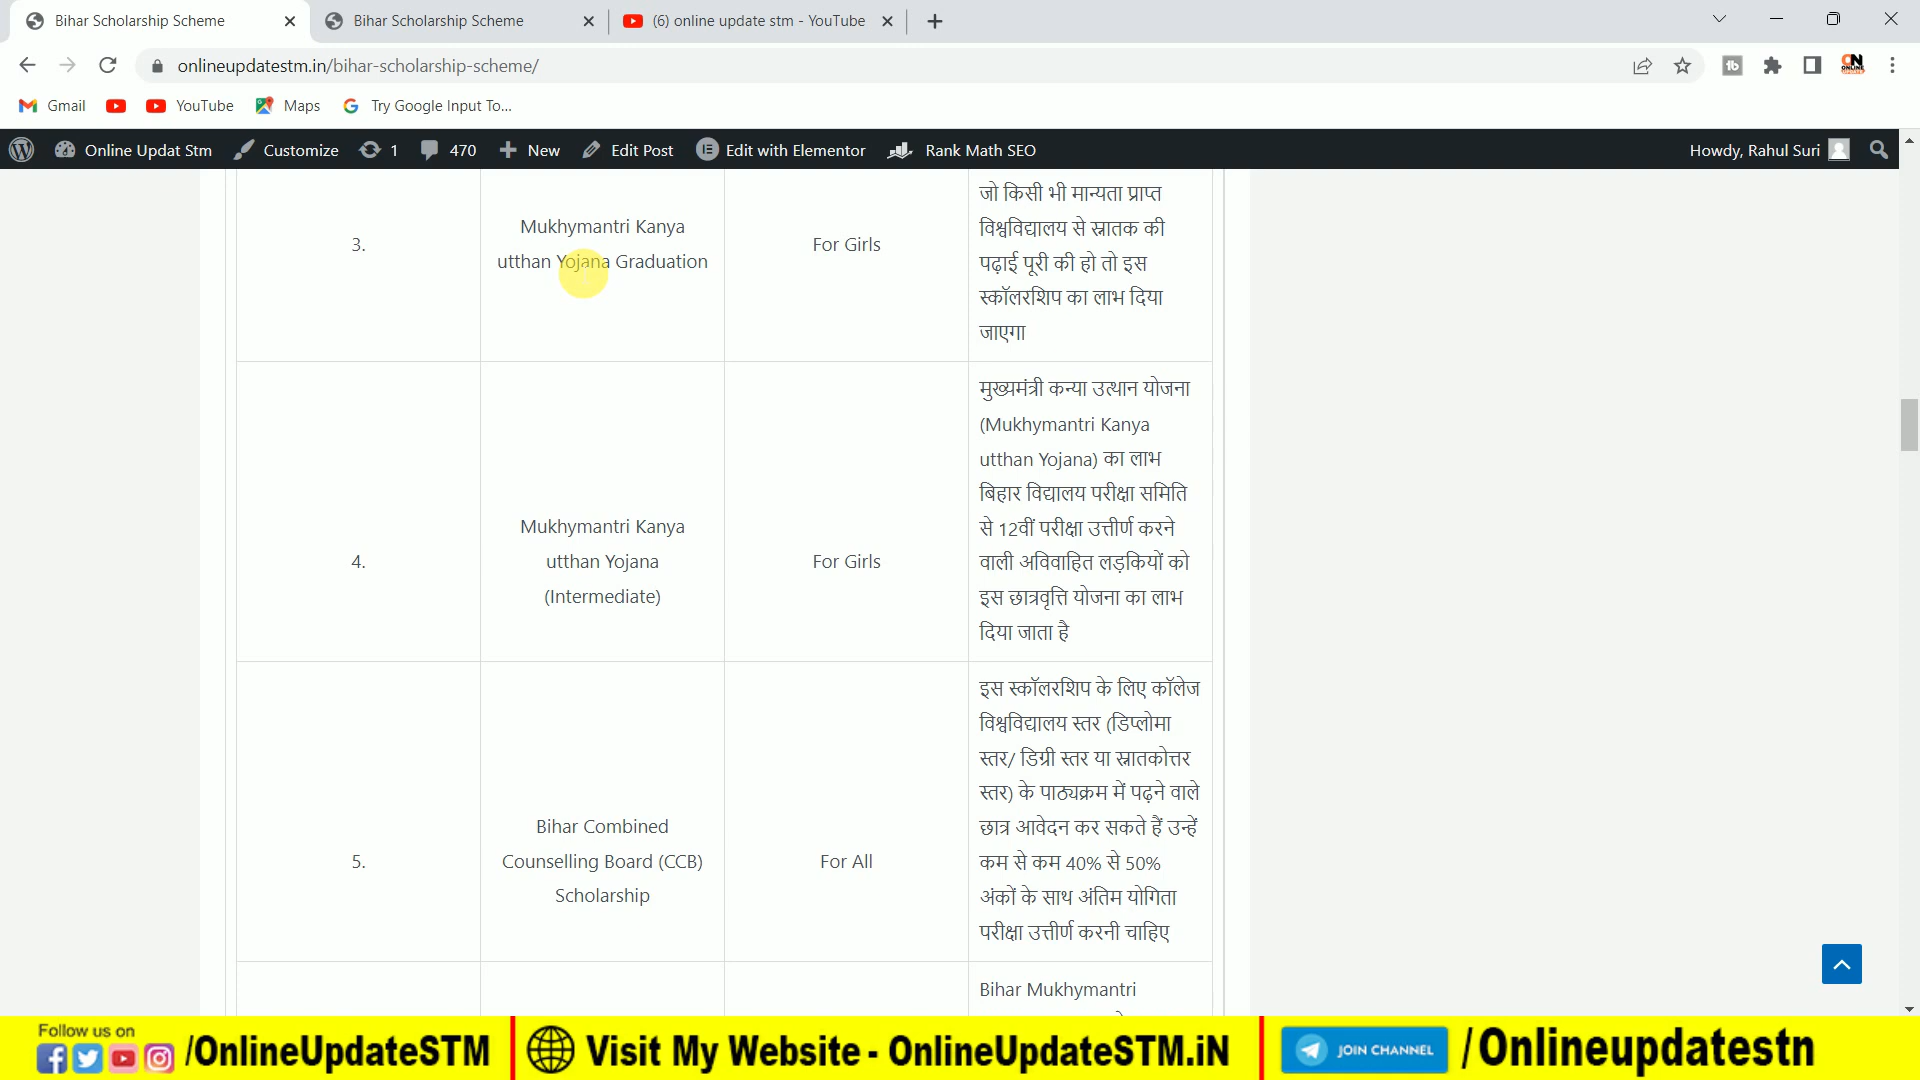 Bihar Scholarship Scheme
Bihar Scholarship Scheme
(6) online update stm - YouTube
onlineupdatestm.in/bihar-scholarship-scheme/
Gmail
YouTube
Maps
Try Google Input To...
Online Updat Stm
Customize
1
470
New
Edit Post
Edit with Elementor
Rank Math SEO
Howdy, Rahul Suri
3.
Mukhymantri Kanya
utthan Yojana Graduation
For Girls
जो किसी भी मान्यता प्राप्त
विश्वविद्यालय से स्नातक की
पढ़ाई पूरी की हो तो इस
स्कॉलरशिप का लाभ दिया
जाएगा
4.
Mukhymantri Kanya
utthan Yojana
(Intermediate)
For Girls
मुख्यमंत्री कन्या उत्थान योजना
(Mukhymantri Kanya
utthan Yojana) का लाभ
बिहार विद्यालय परीक्षा समिति
से 12वीं परीक्षा उत्तीर्ण करने
वाली अविवाहित लड़कियों को
इस छात्रवृत्ति योजना का लाभ
दिया जाता है
5.
Bihar Combined
Counselling Board (CCB)
Scholarship
For All
इस स्कॉलरशिप के लिए कॉलेज
विश्वविद्यालय स्तर (डिप्लोमा
स्तर/ डिग्री स्तर या स्नातकोत्तर
स्तर) के पाठ्यक्रम में पढ़ने वाले
छात्र आवेदन कर सकते हैं उन्हें
कम से कम 40% से 50%
अंकों के साथ अंतिम योगिता
परीक्षा उत्तीर्ण करनी चाहिए
Bihar Mukhymantri
Follow us on
/OnlineUpdateSTM
Visit My Website - OnlineUpdateSTM.iN
JOIN CHANNEL
/Onlineupdatestn